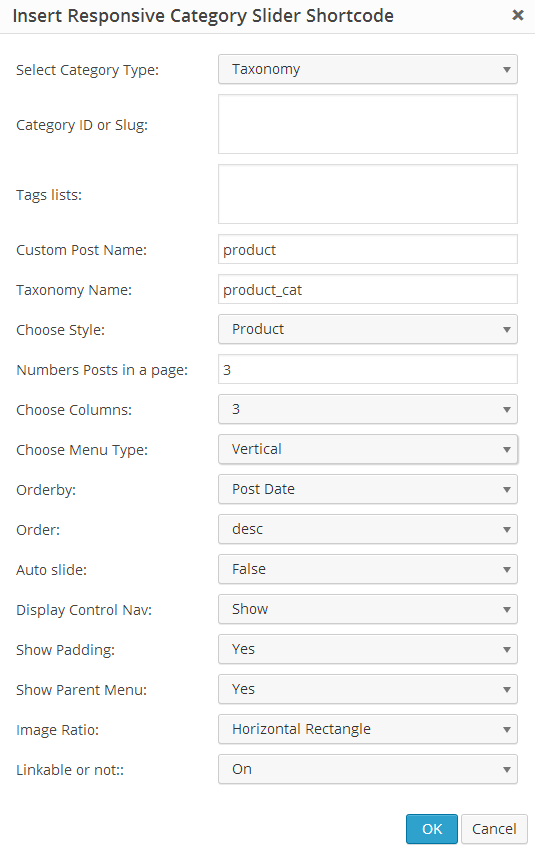 Insert Responsive Category Slider Shortcode ×
Select Category Type: Taxonomy
Category ID or Slug:
Tags lists:
Custom Post Name: product
Taxonomy Name: product_cat
Choose Style: Product
Numbers Posts in a page: 3
Choose Columns: 3
Choose Menu Type: Vertical
Orderby: Post Date
Order: desc
Auto slide: False
Display Control Nav: Show
Show Padding: Yes
Show Parent Menu: Yes
Image Ratio: Horizontal Rectangle
Linkable or not:: On
OK Cancel